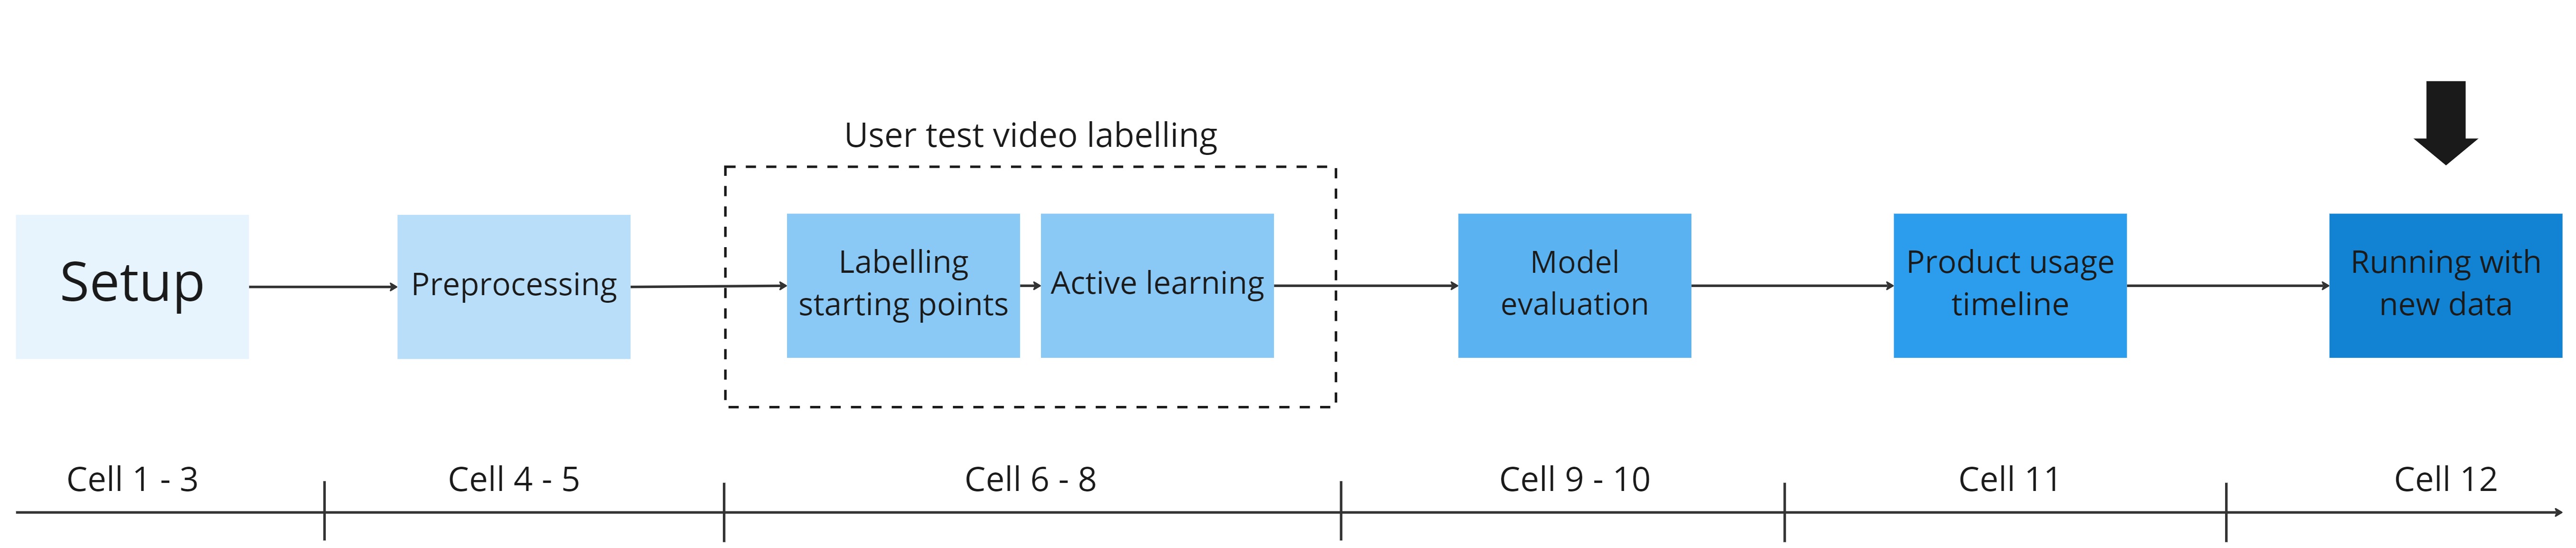 User test video labelling
Setup
Preprocessing
Labelling
starting points
Active learning
Model
evaluation
Product usage
timeline
Running with
new data
Cell 1 - 3
Cell 4 - 5
Cell 6 - 8
Cell 9 - 10
Cell 11
Cell 12